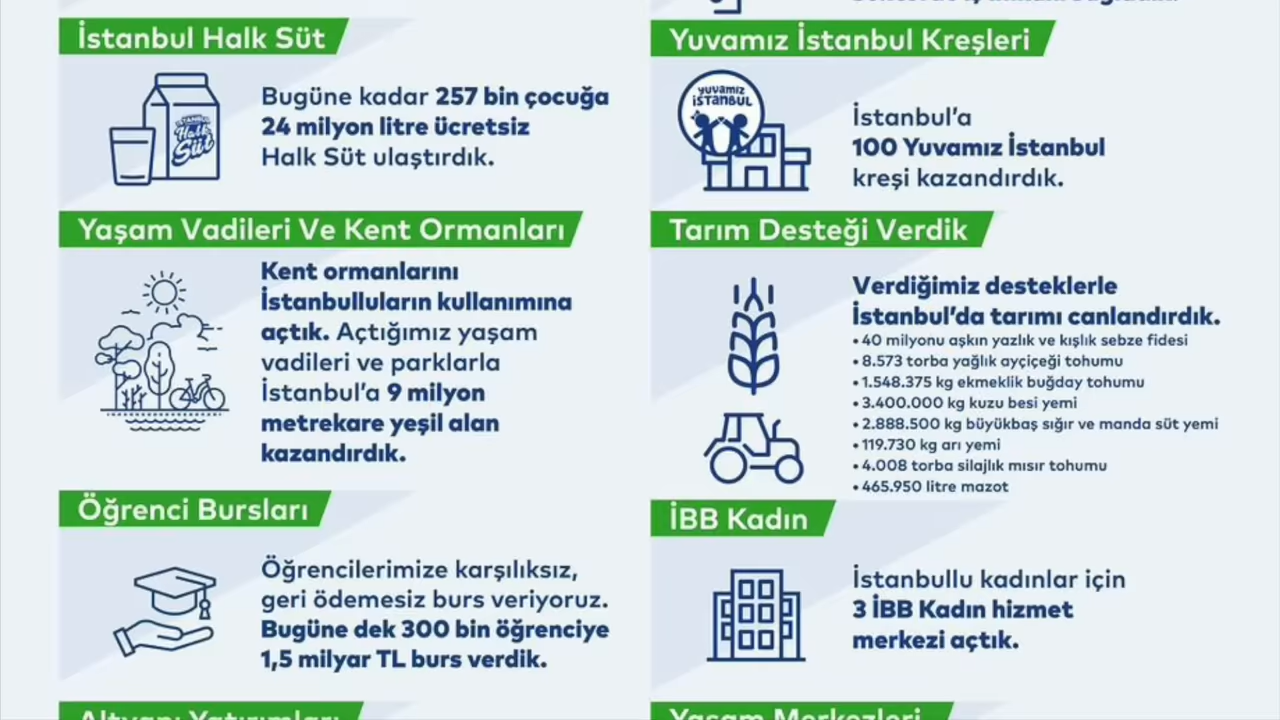 İstanbul Halk Süt
İSTANBUL
Halk
Süt
Bugüne kadar 257 bin çocuğa
24 milyon litre ücretsiz
Halk Süt ulaştırdık.
Yaşam Vadileri Ve Kent Ormanları
Kent ormanlarını
İstanbulluların kullanımına
açtık. Açtığımız yaşam
vadileri ve parklarla
İstanbul’a 9 milyon
metrekare yeşil alan
kazandırdık.
Öğrenci Bursları
Öğrencilerimize karşılıksız,
geri ödemesiz burs veriyoruz.
Bugüne dek 300 bin öğrenciye
1,5 milyar TL burs verdik.
Altyapı Yatırımları
Yuvamız İstanbul Kreşleri
yuvamız
İSTANBUL
İstanbul’a
100 Yuvamız İstanbul
kreşi kazandırdık.
Tarım Desteği Verdik
Verdiğimiz desteklerle
İstanbul’da tarımı canlandırdık.
• 40 milyonu aşkın yazlık ve kışlık sebze fidesi
• 8.573 torba yağlık ayçiçeği tohumu
• 1.548.375 kg ekmeklik buğday tohumu
• 3.400.000 kg kuzu besi yemi
• 2.888.500 kg büyükbaş sığır ve manda süt yemi
• 119.730 kg arı yemi
• 4.008 torba silajlık mısır tohumu
• 465.950 litre mazot
İBB Kadın
İstanbullu kadınlar için
3 İBB Kadın hizmet
merkezi açtık.
Yaşam Merkezleri